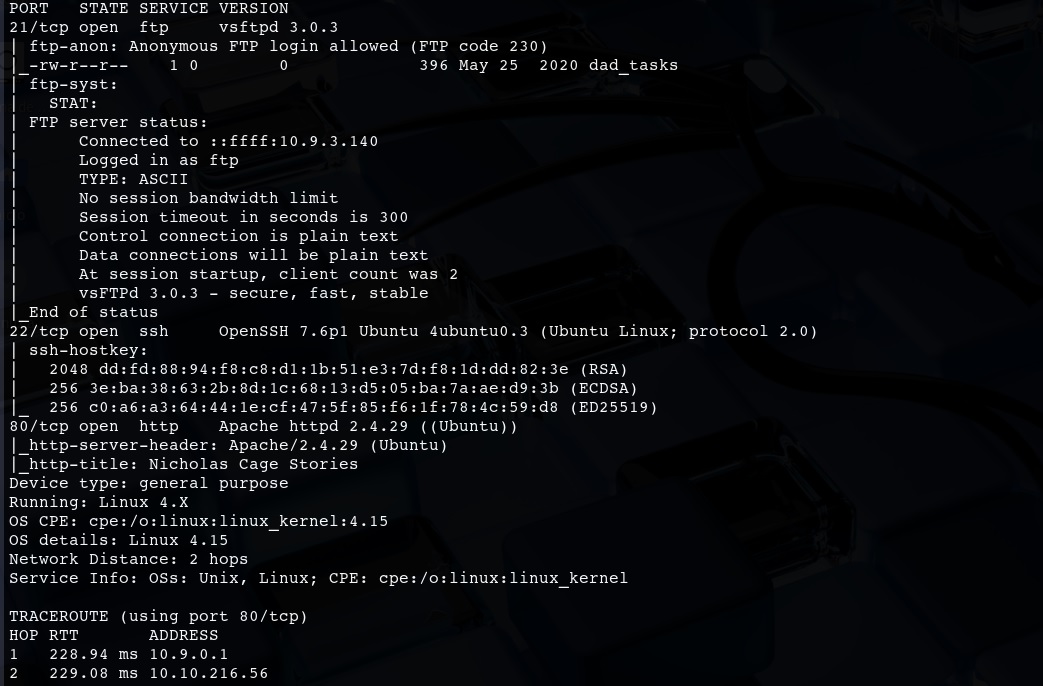 PORT   STATE SERVICE VERSION
21/tcp open  ftp     vsftpd 3.0.3
| ftp-anon: Anonymous FTP login allowed (FTP code 230)
|_-rw-r--r--    1 0        0             396 May 25  2020 dad_tasks
| ftp-syst:
|   STAT:
| FTP server status:
|      Connected to ::ffff:10.9.3.140
|      Logged in as ftp
|      TYPE: ASCII
|      No session bandwidth limit
|      Session timeout in seconds is 300
|      Control connection is plain text
|      Data connections will be plain text
|      At session startup, client count was 2
|      vsFTPd 3.0.3 - secure, fast, stable
|_End of status
22/tcp open  ssh     OpenSSH 7.6p1 Ubuntu 4ubuntu0.3 (Ubuntu Linux; protocol 2.0)
| ssh-hostkey:
|   2048 dd:fd:88:94:f8:c8:d1:1b:51:e3:7d:f8:1d:dd:82:3e (RSA)
|   256 3e:ba:38:63:2b:8d:1c:68:13:d5:05:ba:7a:ae:d9:3b (ECDSA)
|_  256 c0:a6:a3:64:44:1e:cf:47:5f:85:f6:1f:78:4c:59:d8 (ED25519)
80/tcp open  http    Apache httpd 2.4.29 ((Ubuntu))
|_http-server-header: Apache/2.4.29 (Ubuntu)
|_http-title: Nicholas Cage Stories
Device type: general purpose
Running: Linux 4.X
OS CPE: cpe:/o:linux:linux_kernel:4.15
OS details: Linux 4.15
Network Distance: 2 hops
Service Info: OSs: Unix, Linux; CPE: cpe:/o:linux:linux_kernel

TRACEROUTE (using port 80/tcp)
HOP RTT       ADDRESS
1   228.94 ms 10.9.0.1
2   229.08 ms 10.10.216.56